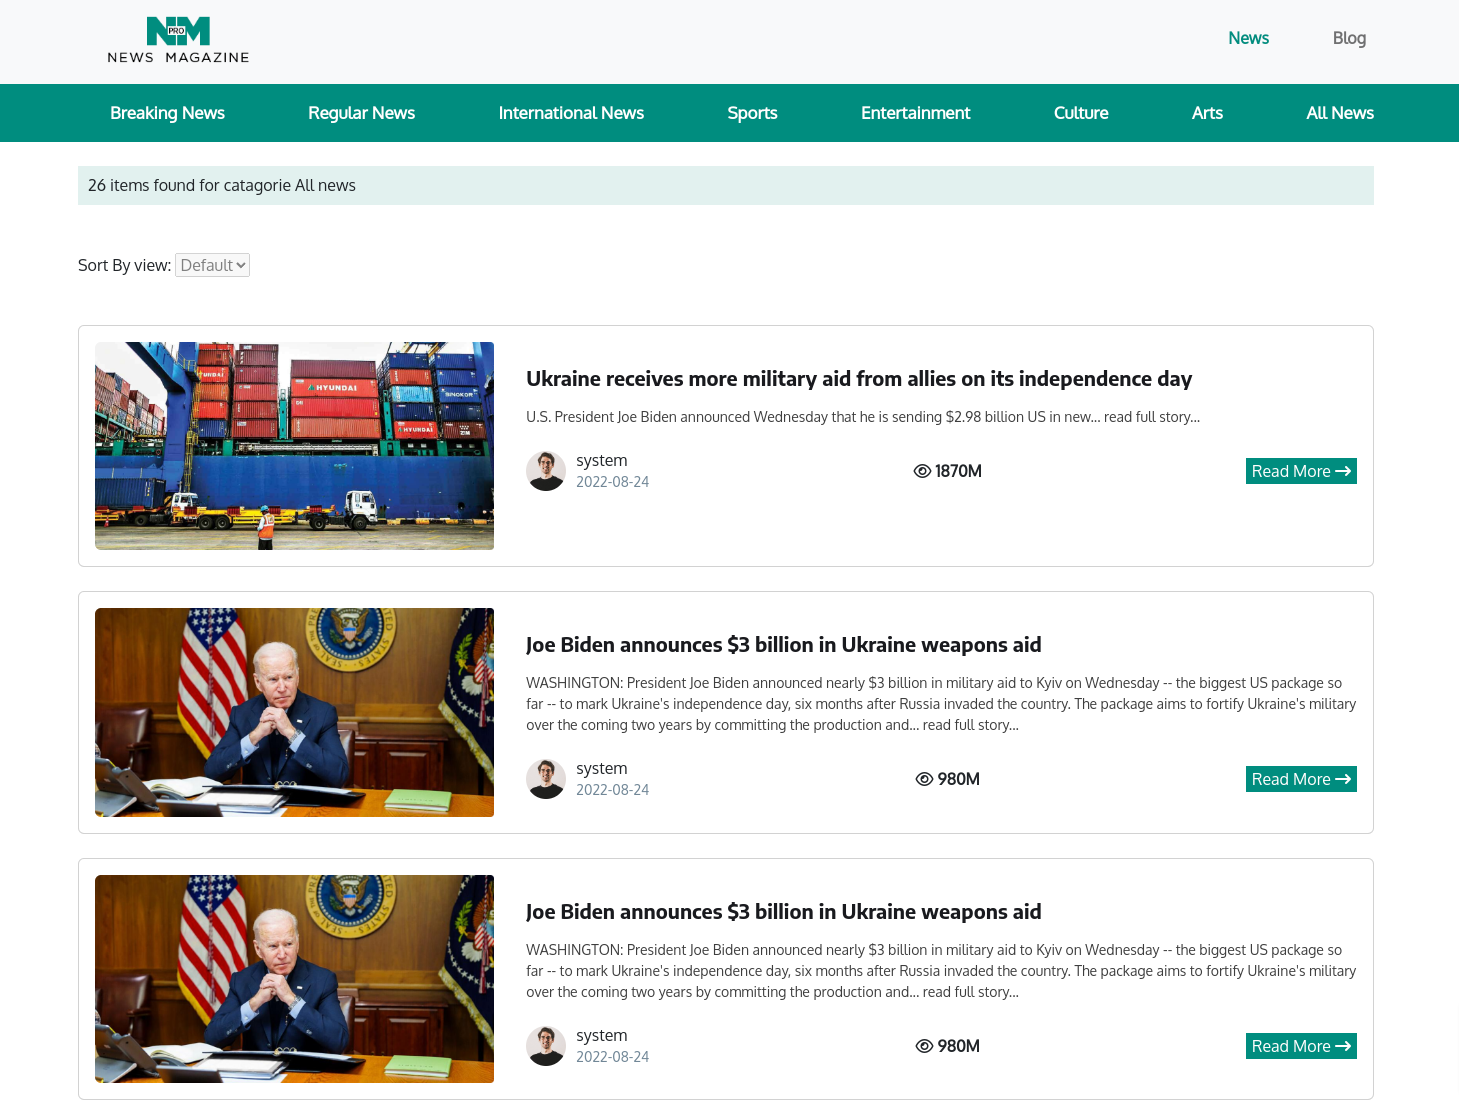 NM
PRO
NEWS MAGAZINE
News
Blog
Breaking News
Regular News
International News
Sports
Entertainment
Culture
Arts
All News
26 items found for catagorie All news
Sort By view: Default
HYUNDAI
HYUNDAI
SINOKOR
Ukraine receives more military aid from allies on its independence day
U.S. President Joe Biden announced Wednesday that he is sending $2.98 billion US in new... read full story...
system
2022-08-24
1870M
Read More →
Joe Biden announces $3 billion in Ukraine weapons aid
WASHINGTON: President Joe Biden announced nearly $3 billion in military aid to Kyiv on Wednesday -- the biggest US package so
far -- to mark Ukraine's independence day, six months after Russia invaded the country. The package aims to fortify Ukraine's military
over the coming two years by committing the production and... read full story...
system
2022-08-24
980M
Read More →
Joe Biden announces $3 billion in Ukraine weapons aid
WASHINGTON: President Joe Biden announced nearly $3 billion in military aid to Kyiv on Wednesday -- the biggest US package so
far -- to mark Ukraine's independence day, six months after Russia invaded the country. The package aims to fortify Ukraine's military
over the coming two years by committing the production and... read full story...
system
2022-08-24
980M
Read More →